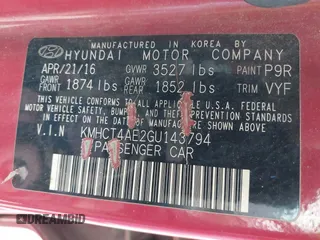 MANUFACTURED IN KOREA BY
HYUNDAI MOTOR COMPANY
APR/21/16 GVWR 3527 lbs PAINT P9R
GAWR FRONT 1874 lbs GAWR REAR 1852 lbs TRIM VYF
THIS VEHICLE CONFORMS TO ALL APPLICABLE
U.S. FEDERAL MOTOR VEHICLE
SAFETY, BUMPER, AND THEFT PREVENTION
STANDARDS IN EFFECT ON THE DATE
OF MANUFACTURE SHOWN ABOVE.
V.I.N KMHCT4AE2GU143794
PASSENGER CAR
DREAMBID